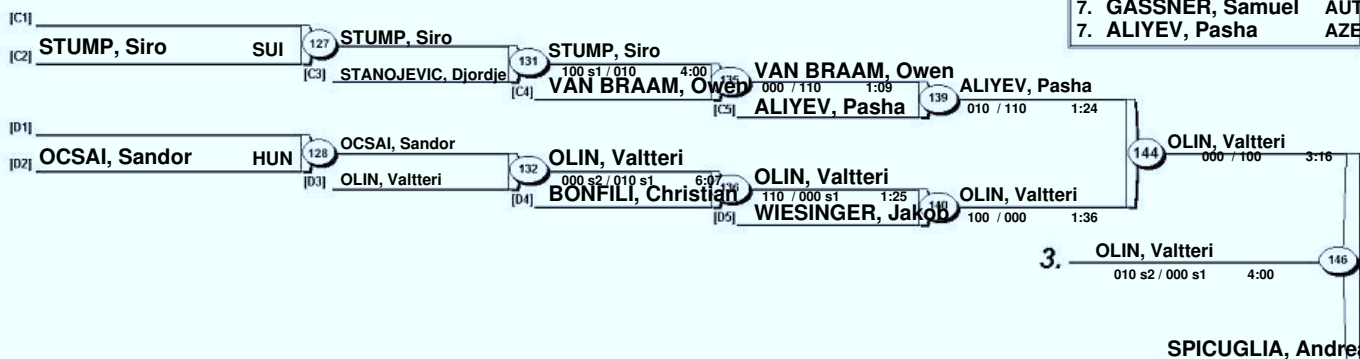 7. GASSNER, Samuel AUT
7. ALIYEV, Pasha AZE
[C1]
[C2] STUMP, Siro SUI
127
STUMP, Siro
[C3] STANOJEVIC, Djordje
131
STUMP, Siro
100 s1 / 010 4:00
[C4] VAN BRAAM, Owen
135
VAN BRAAM, Owen
000 / 110 1:09
[C5] ALIYEV, Pasha
139
ALIYEV, Pasha
010 / 110 1:24
[D1]
[D2] OCSAI, Sandor HUN
128
OCSAI, Sandor
[D3] OLIN, Valtteri
132
OLIN, Valtteri
000 s2 / 010 s1 6:07
[D4] BONFILI, Christian
136
OLIN, Valtteri
110 / 000 s1 1:25
[D5] WIESINGER, Jakob
140
OLIN, Valtteri
100 / 000 1:36
144
OLIN, Valtteri
000 / 100 3:16
3. OLIN, Valtteri
010 s2 / 000 s1 4:00
146
SPICUGLIA, Andrea